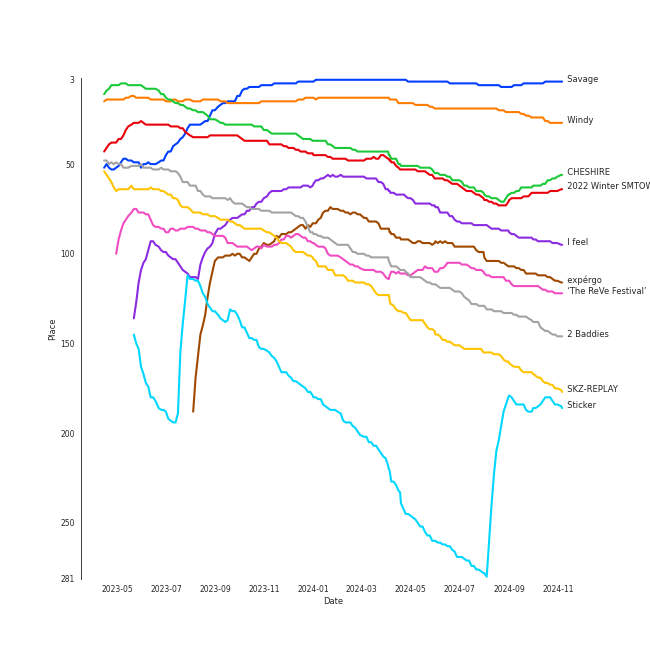 3
50
100
150
200
250
281
Place
2023-05
2023-07
2023-09
2023-11
2024-01
2024-03
2024-05
2024-07
2024-09
2024-11
Date
Savage
Windy
CHESHIRE
2022 Winter SMTOW
I feel
expérgo
'The ReVe Festival'
2 Baddies
SKZ-REPLAY
Sticker